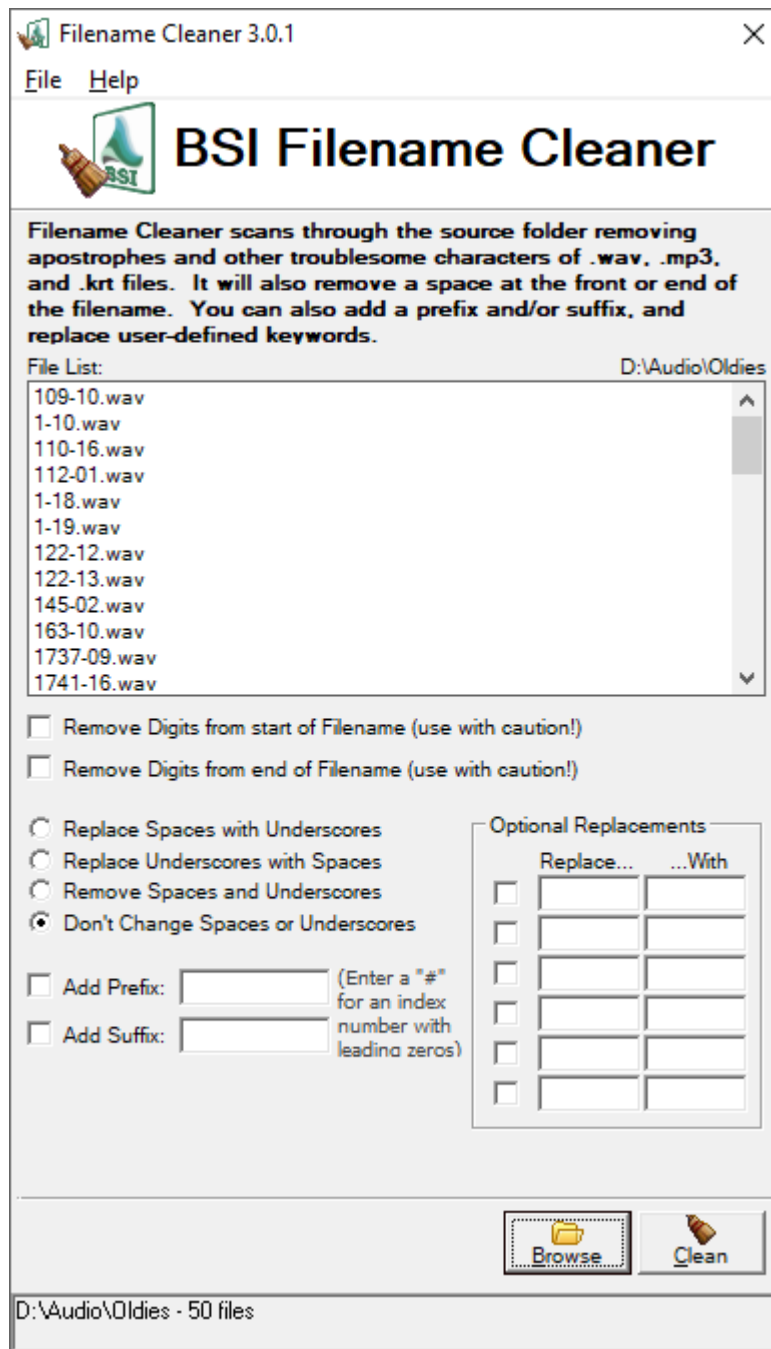 Filename Cleaner 3.0.1
File Help
BSI
BSI Filename Cleaner
Filename Cleaner scans through the source folder removing
apostrophes and other troublesome characters of .wav, .mp3,
and .krt files.  It will also remove a space at the front or end of
the filename.  You can also add a prefix and/or suffix, and
replace user-defined keywords.
File List: D:\Audio\Oldies
109-10.wav
1-10.wav
110-16.wav
112-01.wav
1-18.wav
1-19.wav
122-12.wav
122-13.wav
145-02.wav
163-10.wav
1737-09.wav
1741-16.wav
Remove Digits from start of Filename (use with caution!)
Remove Digits from end of Filename (use with caution!)
Replace Spaces with Underscores
Replace Underscores with Spaces
Remove Spaces and Underscores
Don't Change Spaces or Underscores
Add Prefix:
Add Suffix:
(Enter a "#"
for an index
number with
leading zeros)
Optional Replacements
Replace... ...With
Browse
Clean
D:\Audio\Oldies - 50 files